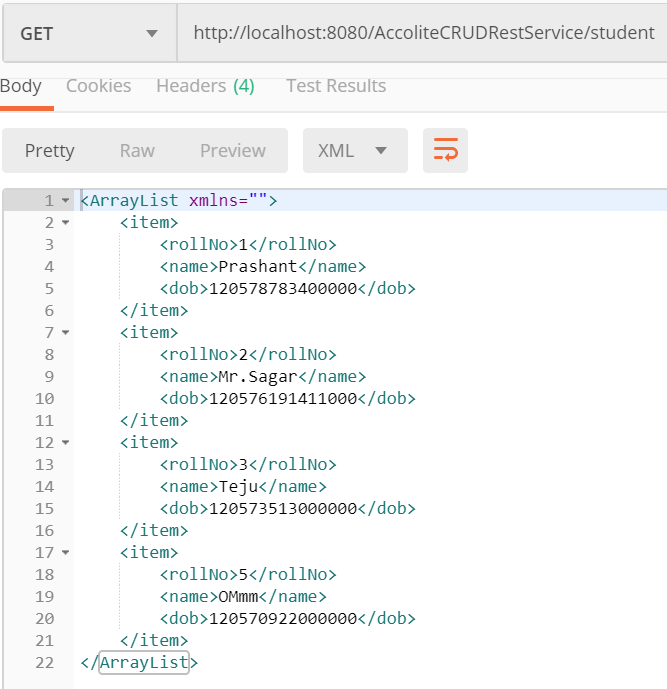 GET http://localhost:8080/AccoliteCRUDRestService/student
Body Cookies Headers (4) Test Results
Pretty Raw Preview XML
1 <ArrayList xmlns="">
2 <item>
3 <rollNo>1</rollNo>
4 <name>Prashant</name>
5 <dob>120578783400000</dob>
6 </item>
7 <item>
8 <rollNo>2</rollNo>
9 <name>Mr.Sagar</name>
10 <dob>120576191411000</dob>
11 </item>
12 <item>
13 <rollNo>3</rollNo>
14 <name>Teju</name>
15 <dob>120573513000000</dob>
16 </item>
17 <item>
18 <rollNo>5</rollNo>
19 <name>OMmm</name>
20 <dob>120570922000000</dob>
21 </item>
22 </ArrayList>